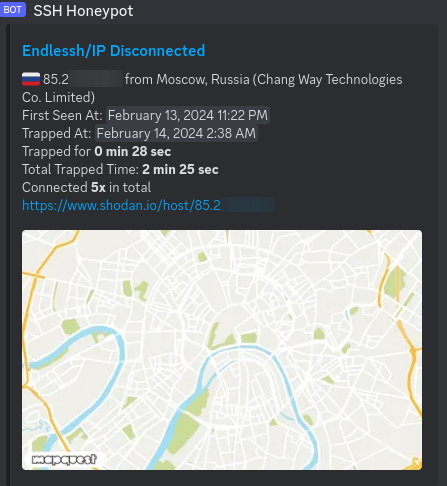 BOT SSH Honeypot
Endlessh/IP Disconnected
85.2 from Moscow, Russia (Chang Way Technologies
Co. Limited)
First Seen At: February 13, 2024 11:22 PM
Trapped At: February 14, 2024 2:38 AM
Trapped for 0 min 28 sec
Total Trapped Time: 2 min 25 sec
Connected 5x in total
https://www.shodan.io/host/85.2
mapquest